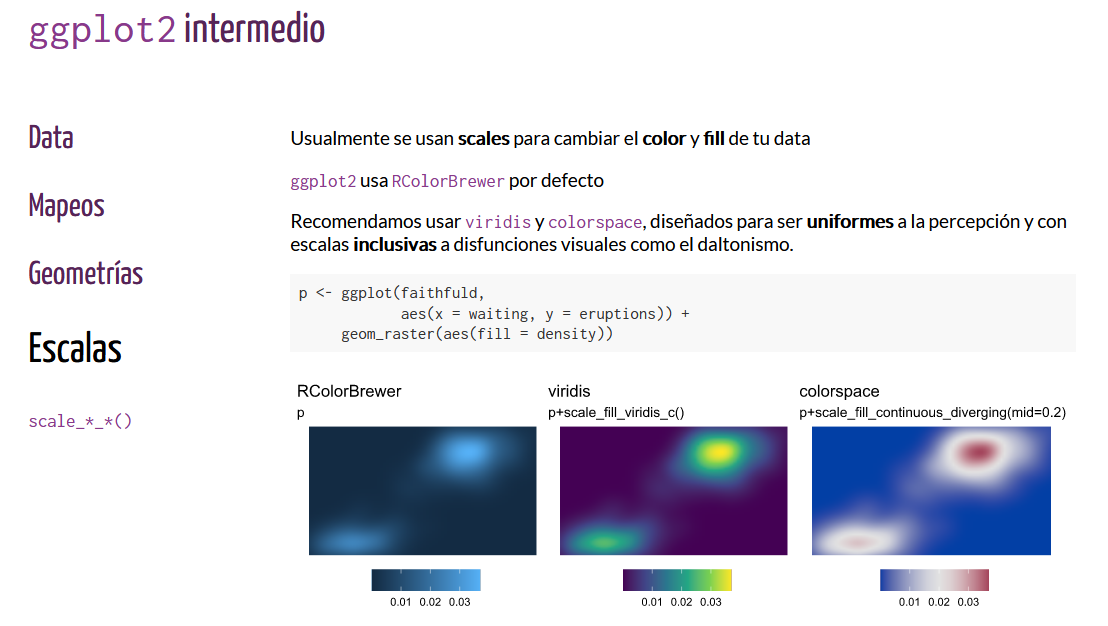 ggplot2 intermedio
Data
Mapeos
Geometrías
Escalas
scale_*_*()
Usualmente se usan scales para cambiar el color y fill de tu data
ggplot2 usa RColorBrewer por defecto
Recomendamos usar viridis y colorspace, diseñados para ser uniformes a la percepción y con
escalas inclusivas a disfunciones visuales como el daltonismo.
p <- ggplot(faithfuld,
            aes(x = waiting, y = eruptions)) +
     geom_raster(aes(fill = density))
RColorBrewer
p
0.01 0.02 0.03
viridis
p+scale_fill_viridis_c()
0.01 0.02 0.03
colorspace
p+scale_fill_continuous_diverging(mid=0.2)
0.01 0.02 0.03